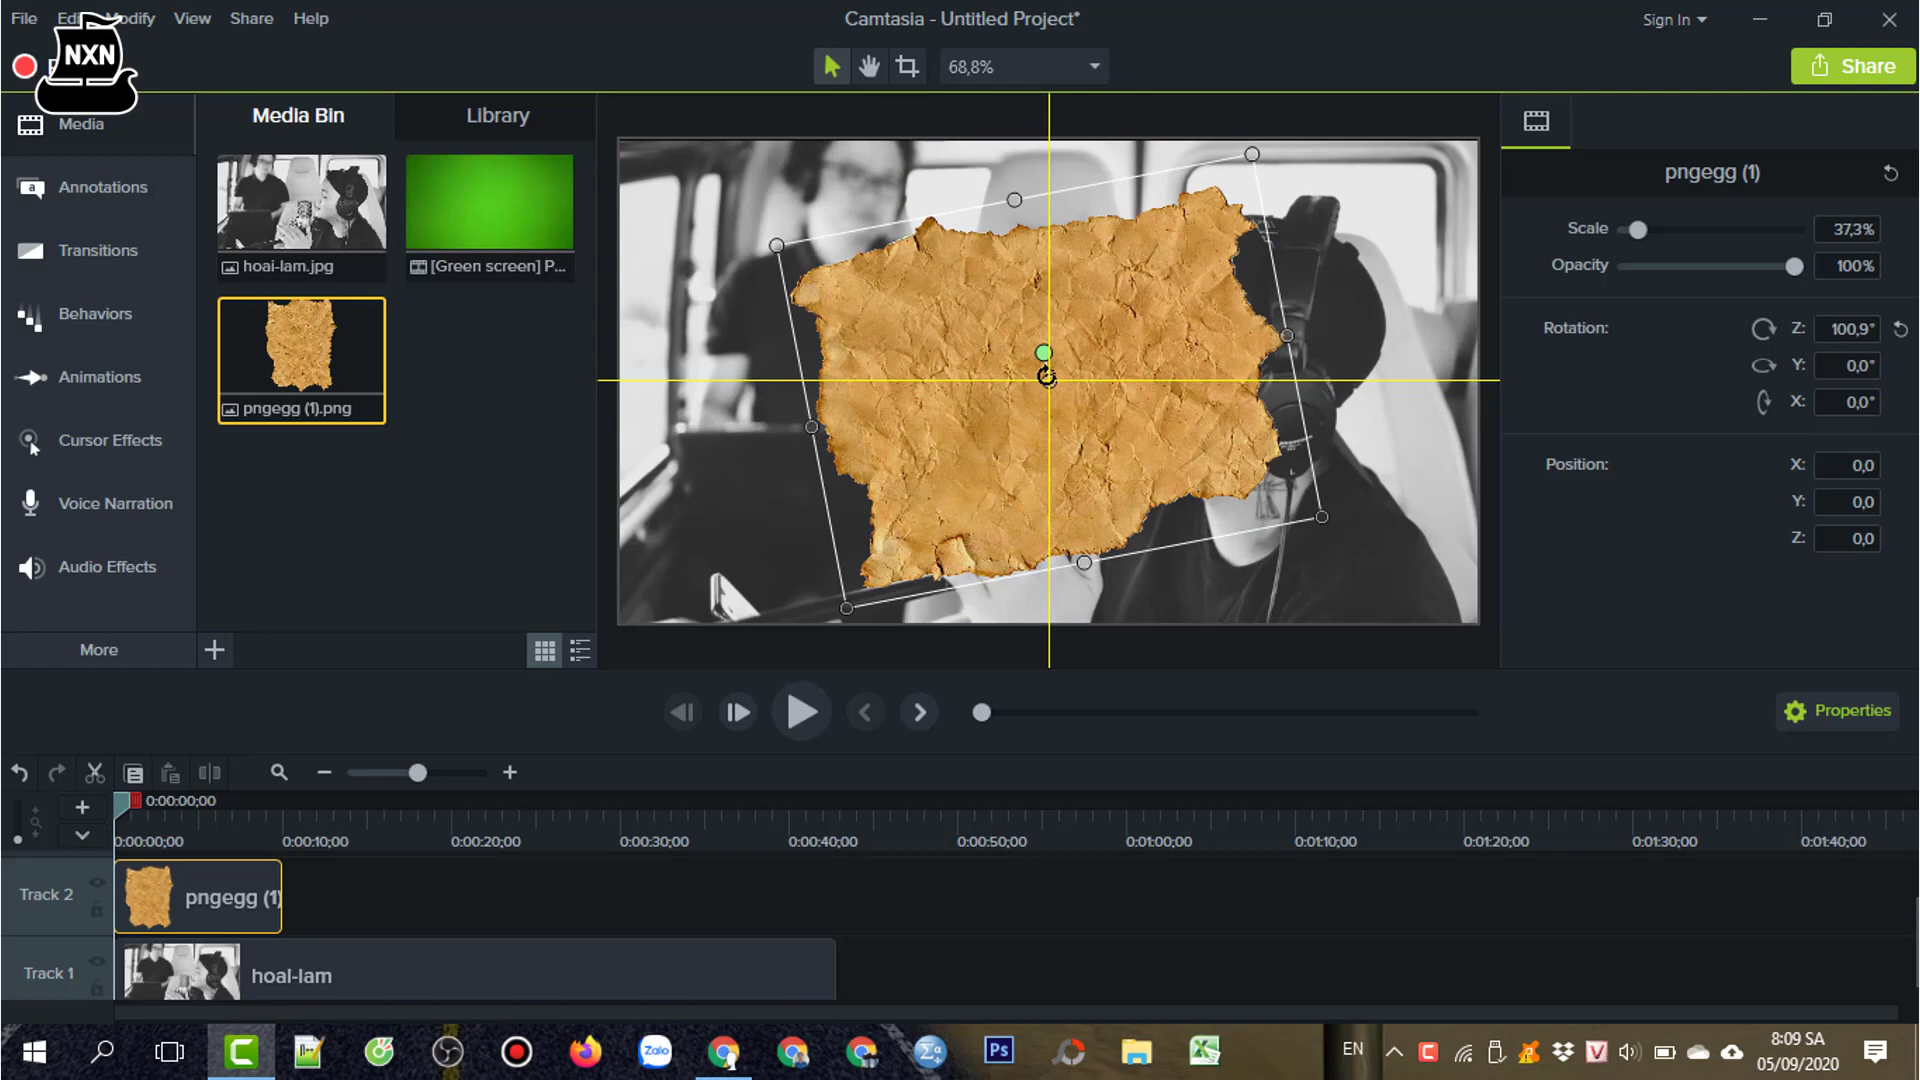 File Edit Modify View Share Help
Camtasia - Untitled Project*
Sign In
NXN
68,8%
Share
Media
Media Bin
Library
Annotations
Transitions
Behaviors
Animations
Cursor Effects
Voice Narration
Audio Effects
More
hoai-lam.jpg
[Green screen] P...
pngegg (1).png
pngegg (1)
Scale
37,3%
Opacity
100%
Rotation:
Z: 100,9°
Y: 0,0°
X: 0,0°
Position:
X: 0,0
Y: 0,0
Z: 0,0
Properties
0:00:00;00
0:00:00;00
0:00:10;00
0:00:20;00
0:00:30;00
0:00:40;00
0:00:50;00
0:01:00;00
0:01:10;00
0:01:20;00
0:01:30;00
0:01:40;00
Track 2
pngegg (1)
Track 1
hoai-lam
Zalo
Ps
EN
8:09 SA
05/09/2020